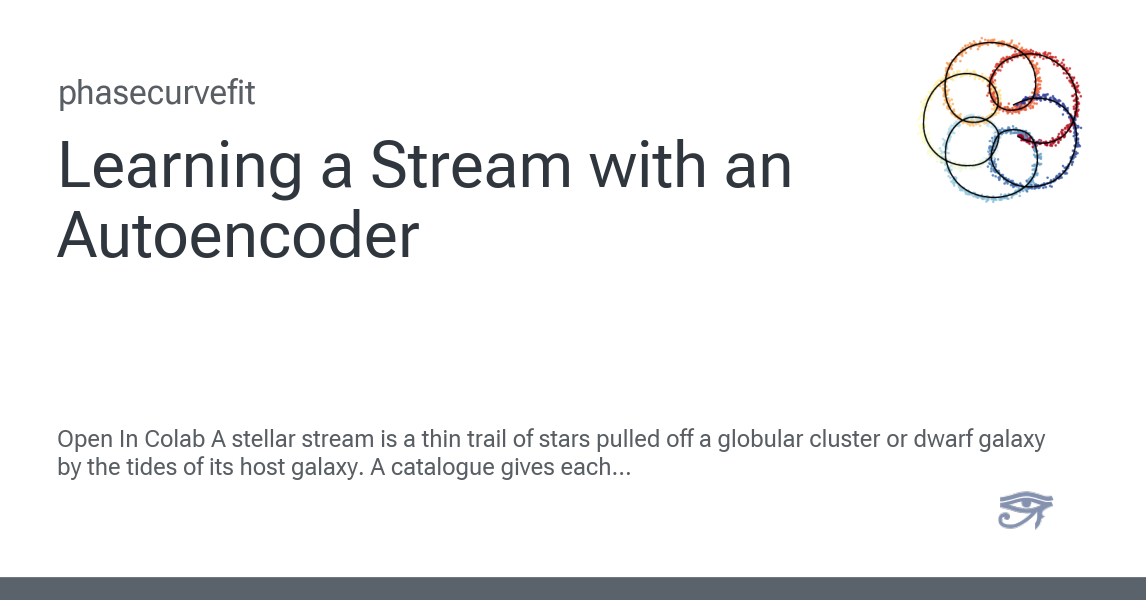 phasecurvefit
Learning a Stream with an
Autoencoder
Open In Colab A stellar stream is a thin trail of stars pulled off a globular cluster or dwarf galaxy
by the tides of its host galaxy. A catalogue gives each...